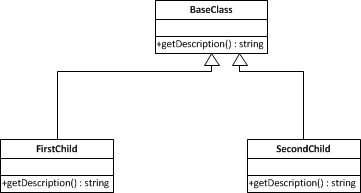 BaseClass
+getDescription() : string
FirstChild
+getDescription() : string
SecondChild
+getDescription() : string